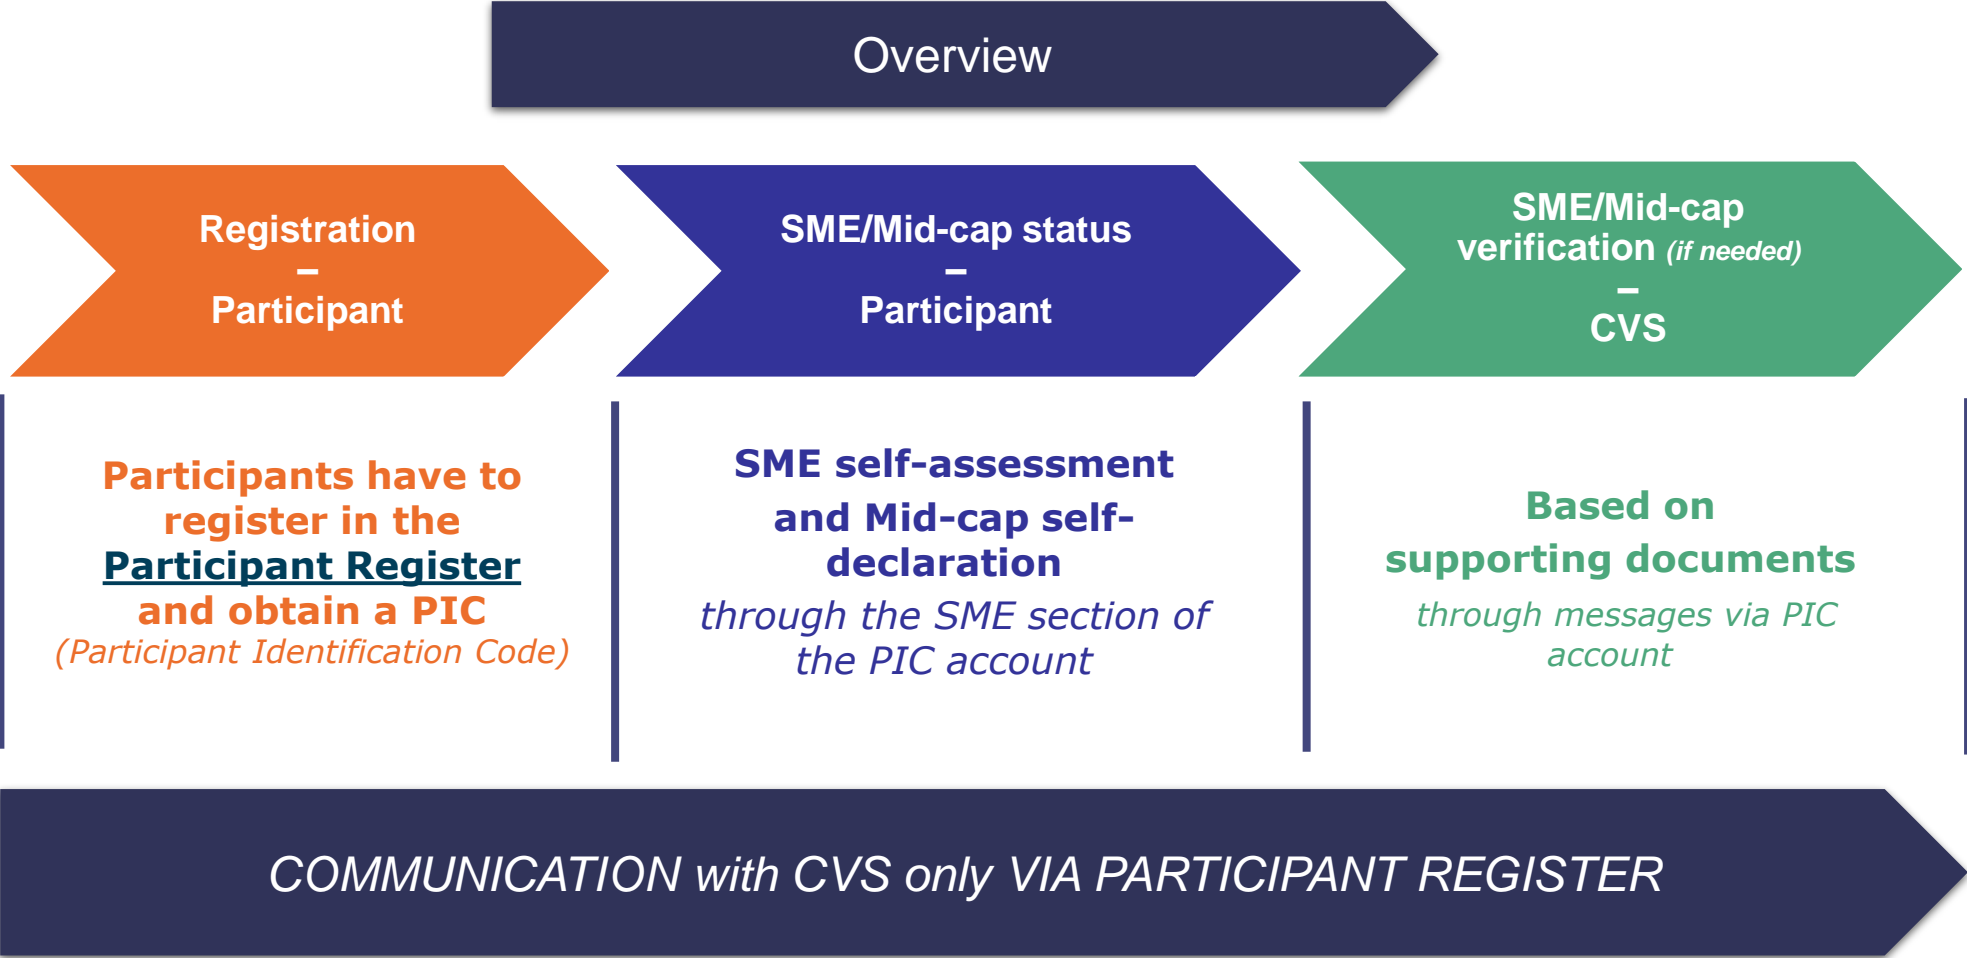 Overview
Registration
–
Participant
SME/Mid-cap status
–
Participant
SME/Mid-cap
verification (if needed)
–
CVS
Participants have to
register in the
Participant Register
and obtain a PIC
(Participant Identification Code)
SME self-assessment
and Mid-cap self-
declaration
through the SME section of
the PIC account
Based on
supporting documents
through messages via PIC
account
COMMUNICATION with CVS only VIA PARTICIPANT REGISTER